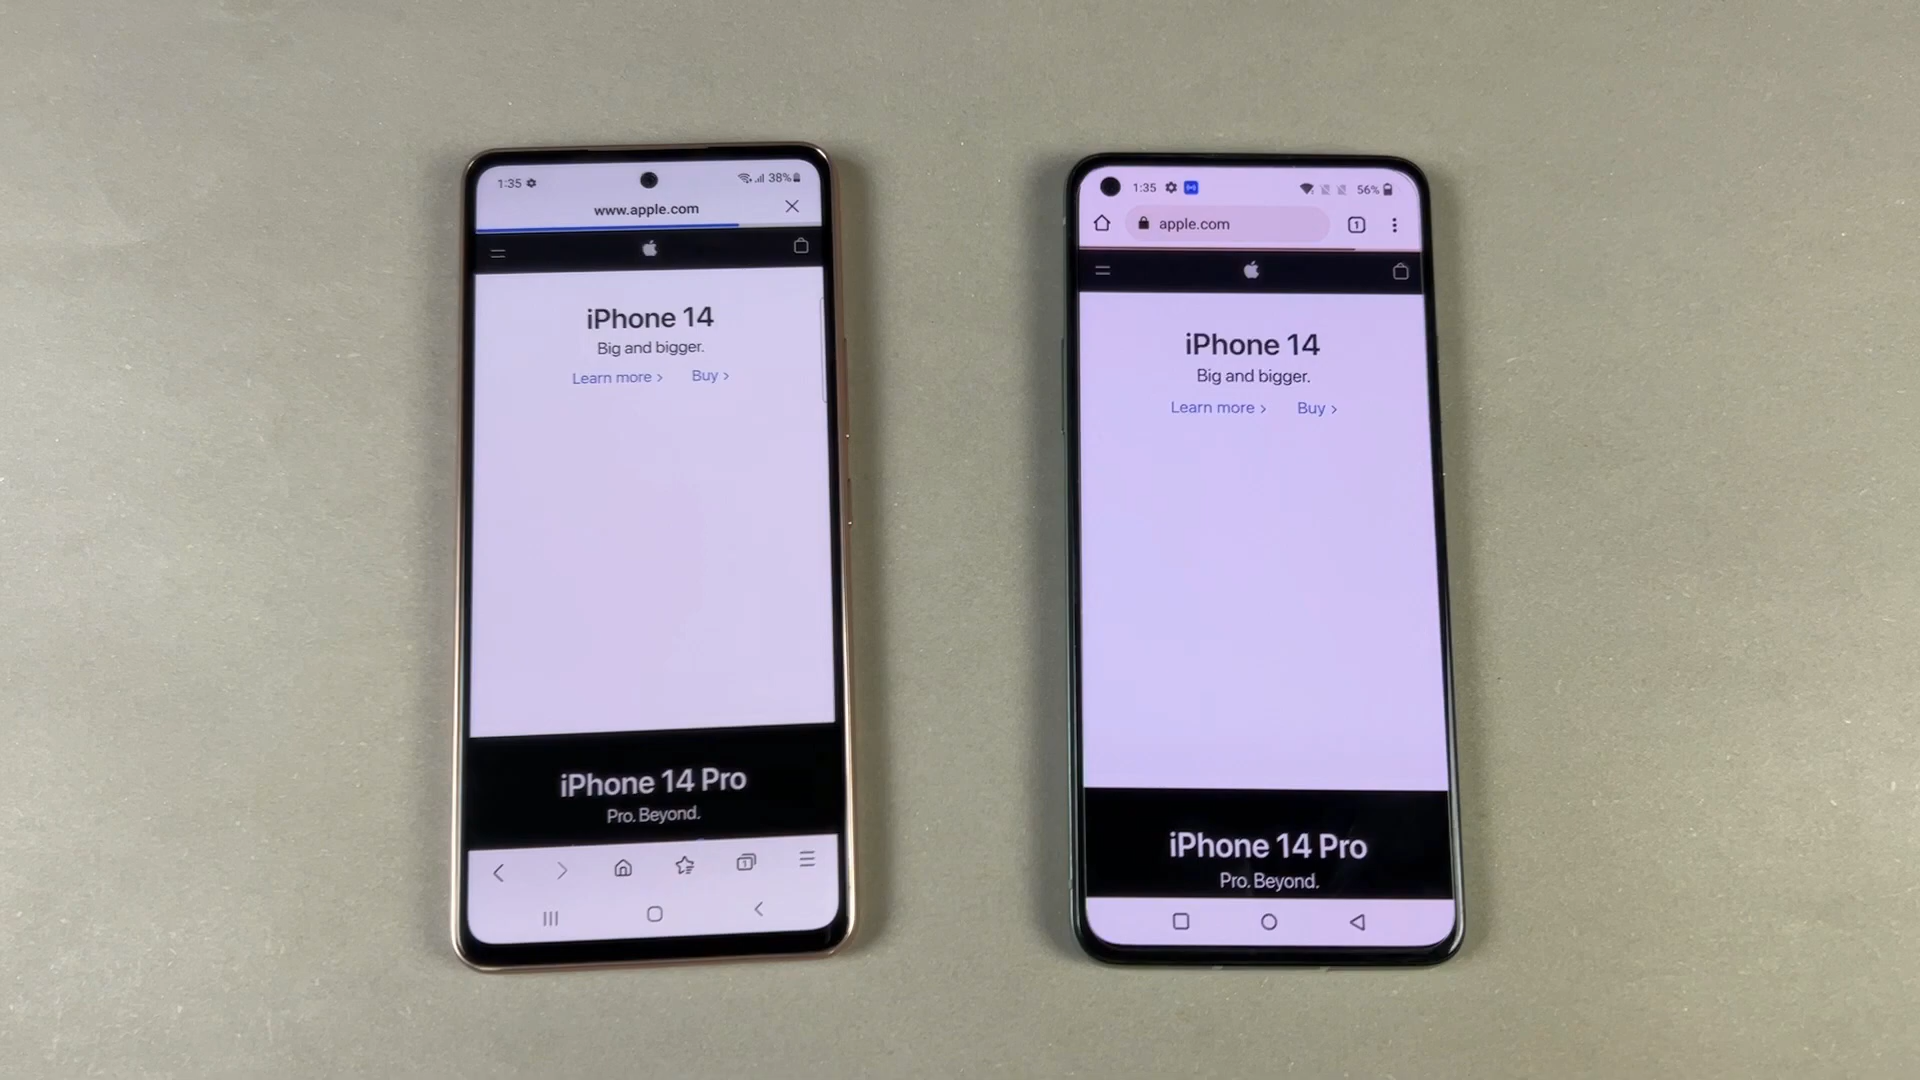 1:35
38%
www.apple.com
iPhone 14
Big and bigger.
Learn more >
Buy >
iPhone 14 Pro
Pro. Beyond.
1
1:35
56%
apple.com
1
iPhone 14
Big and bigger.
Learn more >
Buy >
iPhone 14 Pro
Pro. Beyond.